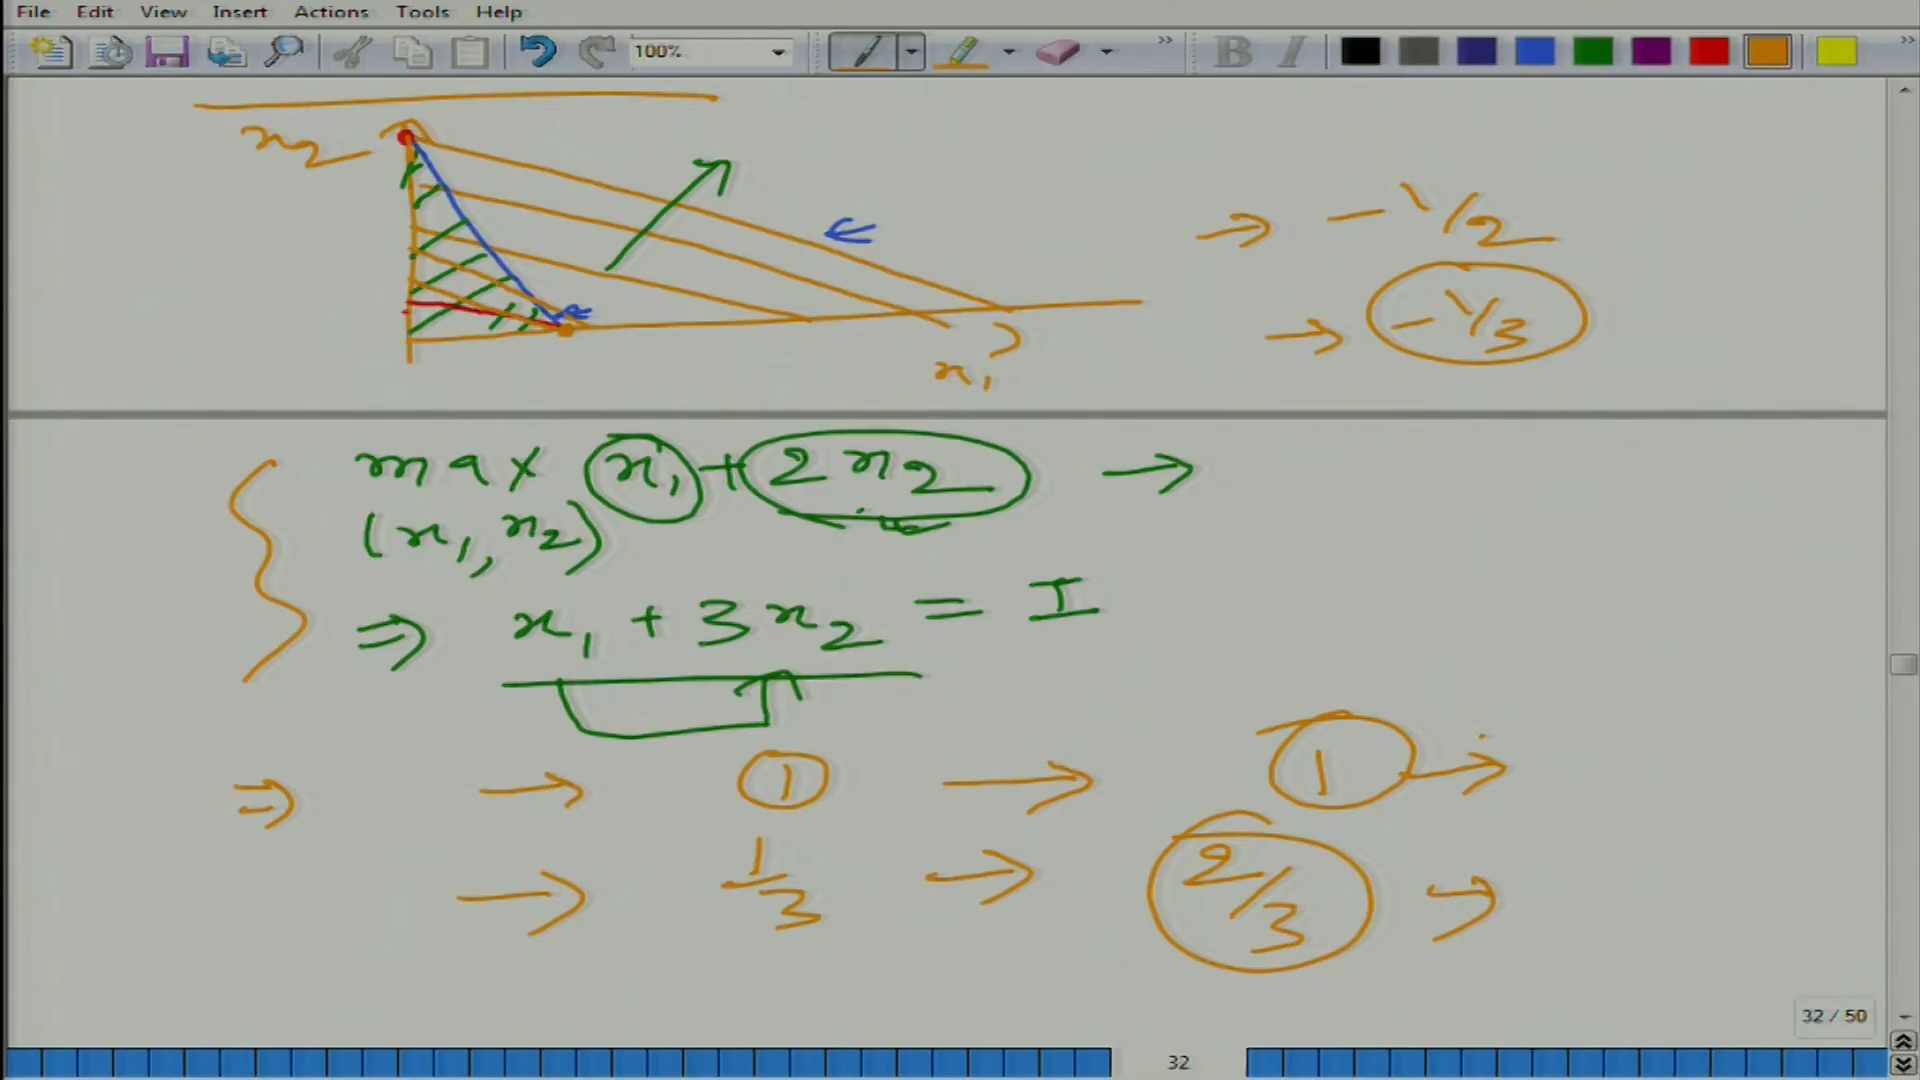 File Edit View Insert Actions Tools Help
100%
B I
x2
→ -1/2
→ -1/3
x1
max x1 + 2x2 →
(x1, x2)
⇒ x1 + 3x2 = I
⇒ → 1 → 1 →
→ 1/3 → 2/3 →
32 / 50
32